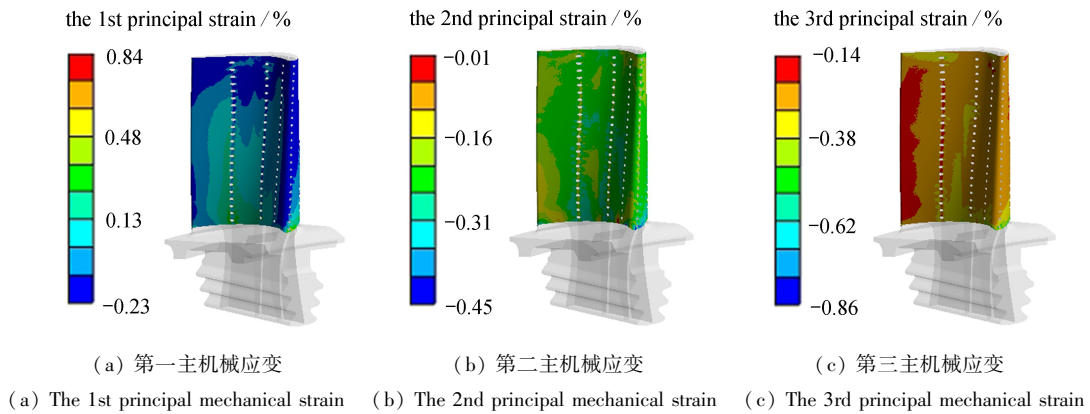 the 1st principal strain / %
0.84
0.48
0.13
−0.23
(a) 第一主机械应变
(a) The 1st principal mechanical strain
the 2nd principal strain / %
−0.01
−0.16
−0.31
−0.45
(b) 第二主机械应变
(b) The 2nd principal mechanical strain
the 3rd principal strain / %
−0.14
−0.38
−0.62
−0.86
(c) 第三主机械应变
(c) The 3rd principal mechanical strain